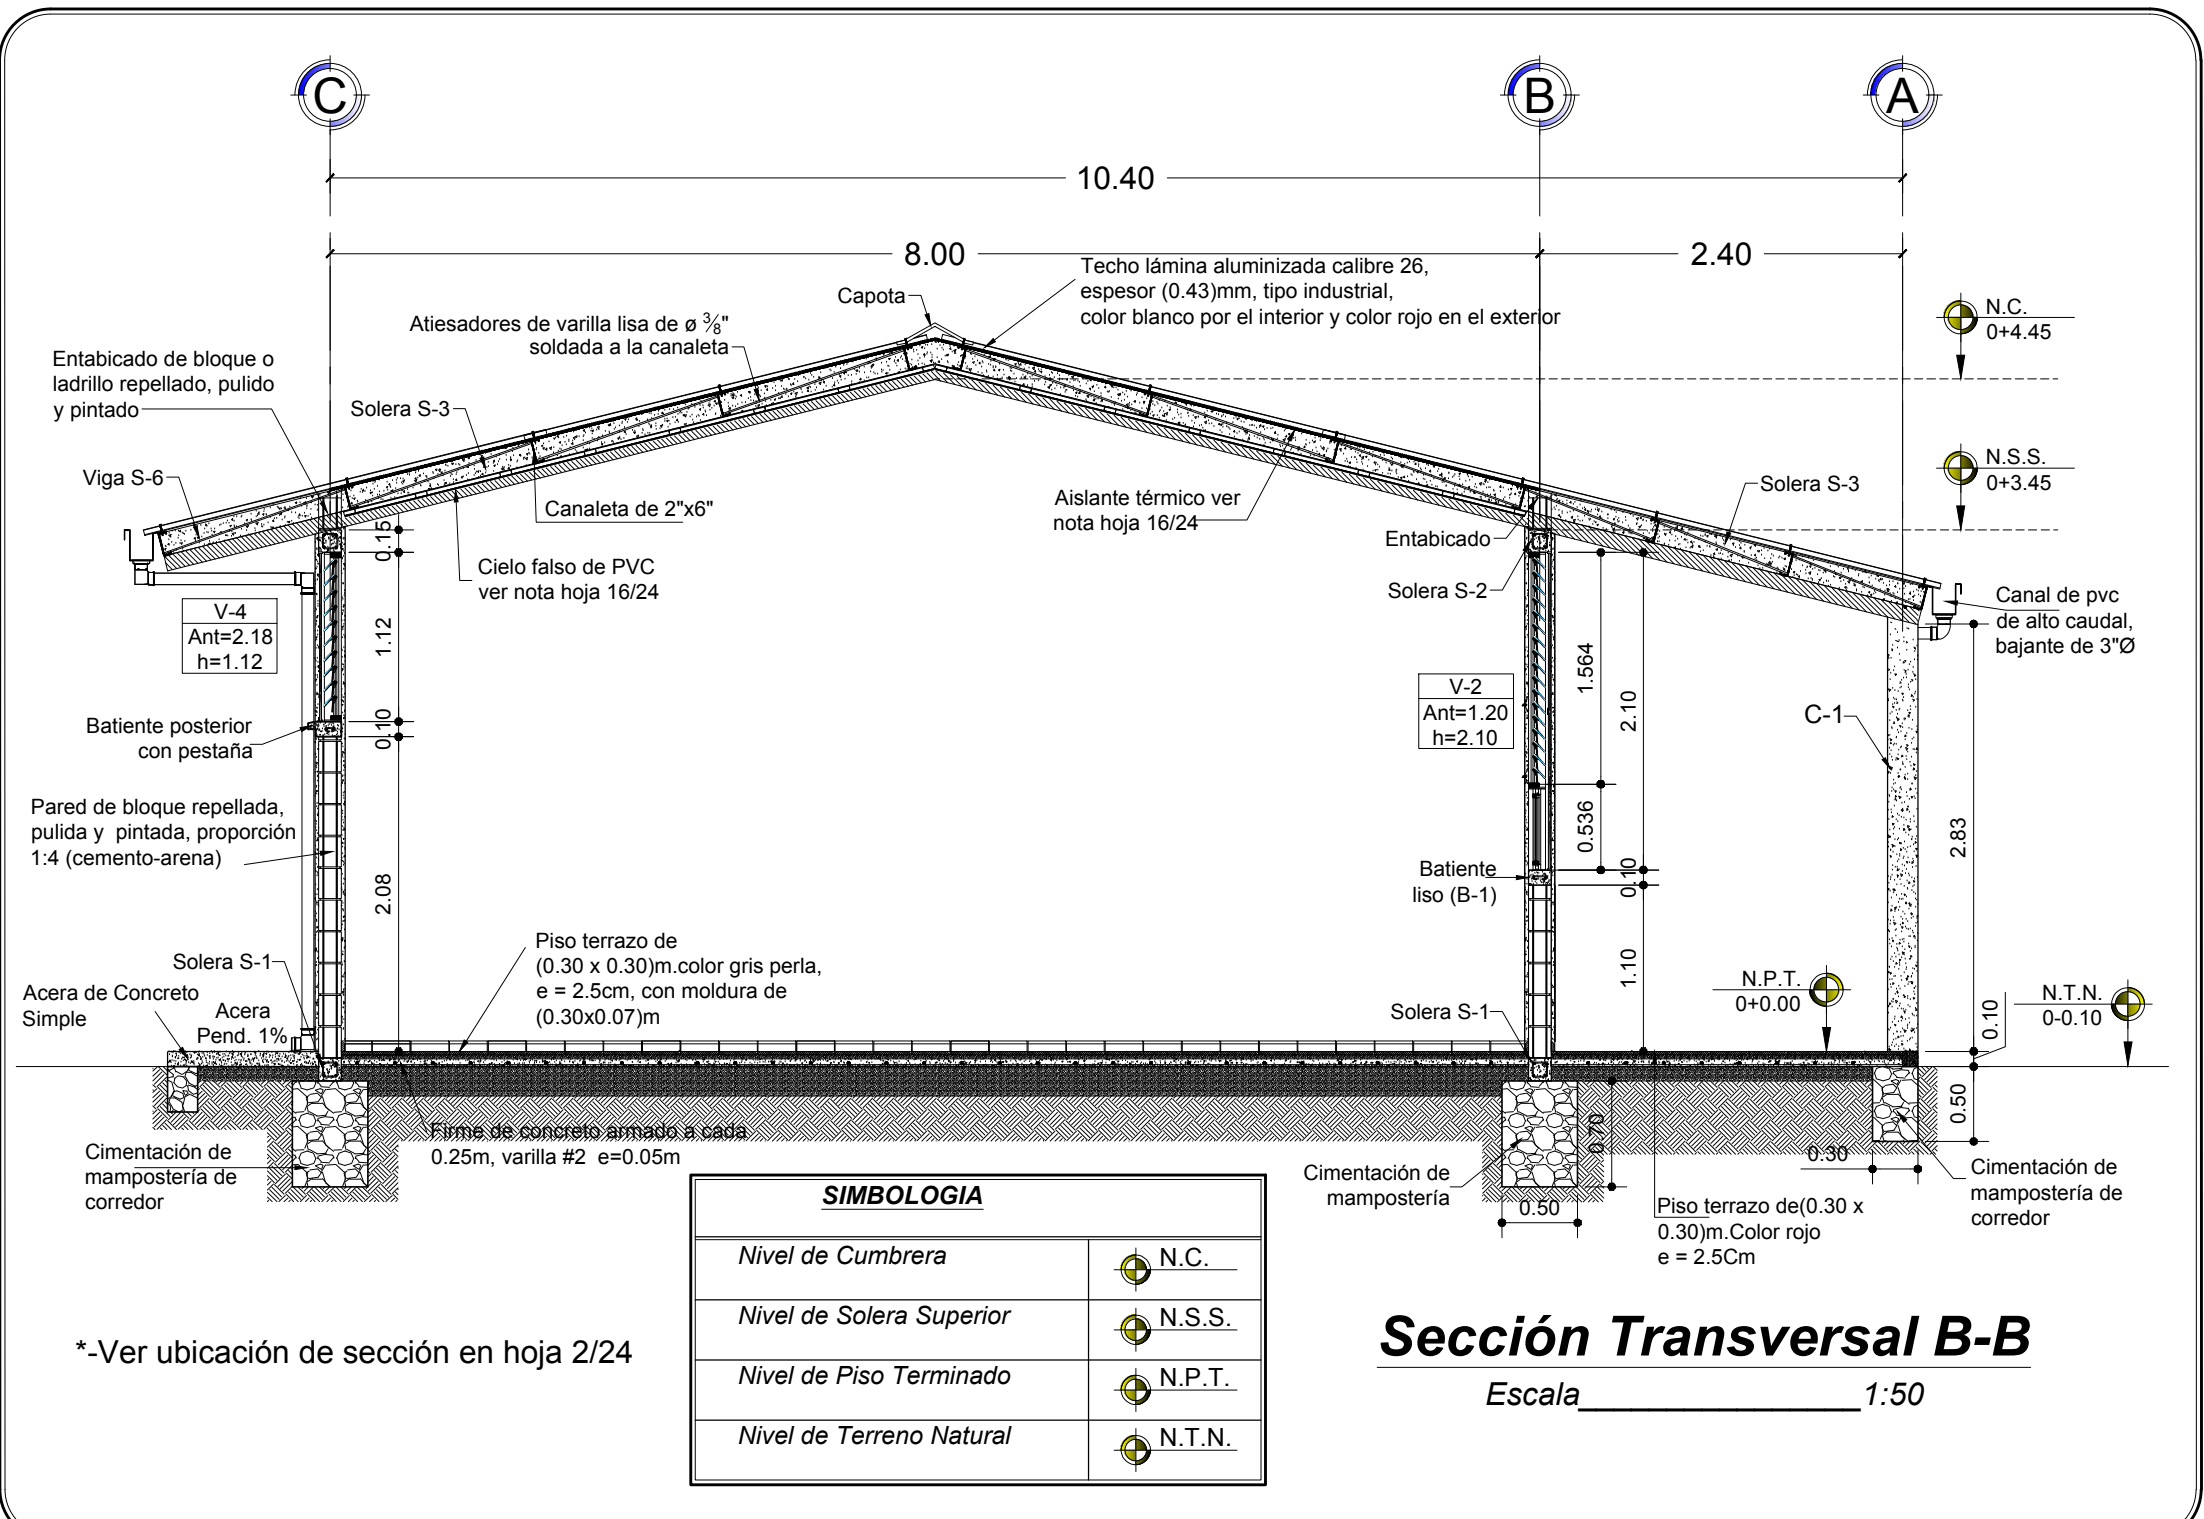 C
B
A
10.40
8.00
2.40
Techo lámina aluminizada calibre 26,
espesor (0.43)mm, tipo industrial,
color blanco por el interior y color rojo en el exterior
Capota
Atiesadores de varilla lisa de ø 3/8"
soldada a la canaleta
N.C.
0+4.45
Entabicado de bloque o
ladrillo repellado, pulido
y pintado
Solera S-3
Viga S-6
Canaleta de 2"x6"
Aislante térmico ver
nota hoja 16/24
N.S.S.
0+3.45
Solera S-3
Entabicado
Solera S-2
0.15
Cielo falso de PVC
ver nota hoja 16/24
V-4
Ant=2.18
h=1.12
1.12
Canal de pvc
de alto caudal,
bajante de 3"Ø
1.564
2.10
V-2
Ant=1.20
h=2.10
C-1
Batiente posterior
con pestaña
0.10
Pared de bloque repellada,
pulida y pintada, proporción
1:4 (cemento-arena)
2.08
0.536
2.83
Batiente
liso (B-1)
0.10
1.10
Solera S-1
Acera de Concreto
Simple
Acera
Pend. 1%
Piso terrazo de
(0.30 x 0.30)m.color gris perla,
e = 2.5cm, con moldura de
(0.30x0.07)m
Solera S-1
N.P.T.
0+0.00
0.10
N.T.N.
0-0.10
0.50
Firme de concreto armado a cada
0.25m, varilla #2 e=0.05m
0.70
0.30
Cimentación de
mampostería de
corredor
Cimentación de
mampostería
0.50
Piso terrazo de(0.30 x
0.30)m.Color rojo
e = 2.5Cm
Cimentación de
mampostería de
corredor
SIMBOLOGIA
Nivel de Cumbrera
N.C.
Nivel de Solera Superior
N.S.S.
Nivel de Piso Terminado
N.P.T.
Nivel de Terreno Natural
N.T.N.
*-Ver ubicación de sección en hoja 2/24
Sección Transversal B-B
Escala________________1:50